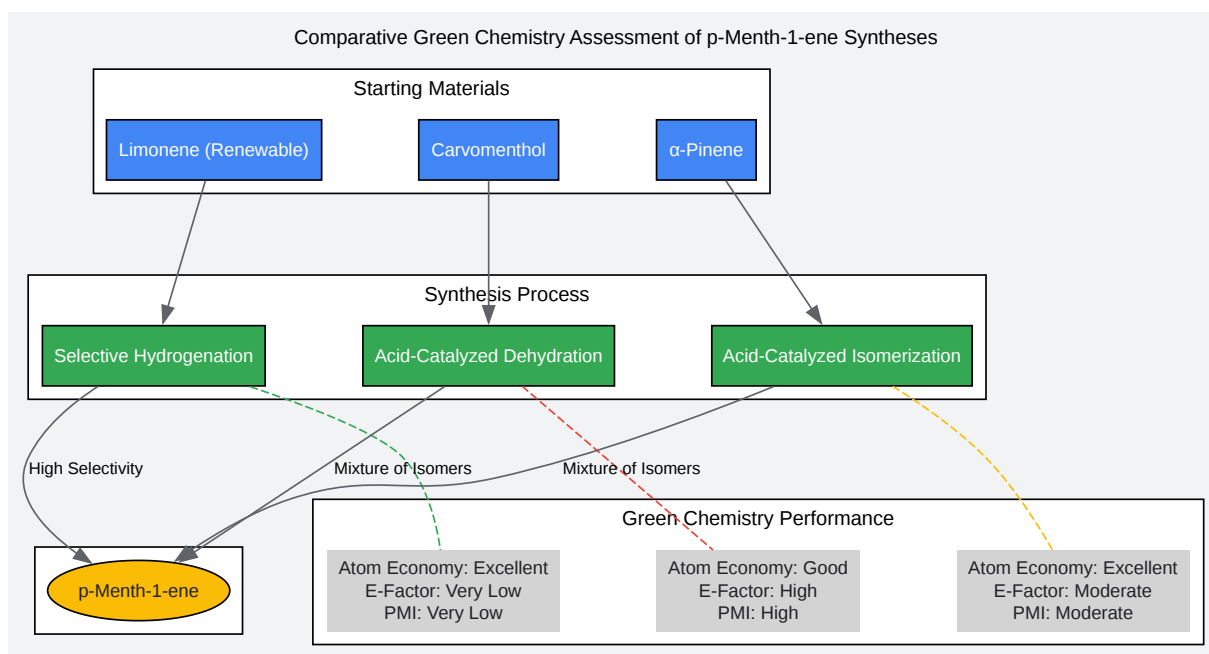 Comparative Green Chemistry Assessment of p-Menth-1-ene Syntheses
Starting Materials
Limonene (Renewable)
Carvomenthol
α-Pinene
Synthesis Process
Selective Hydrogenation
Acid-Catalyzed Dehydration
Acid-Catalyzed Isomerization
High Selectivity
Mixture of Isomers
Mixture of Isomers
Green Chemistry Performance
p-Menth-1-ene
Atom Economy: Excellent
E-Factor: Very Low
PMI: Very Low
Atom Economy: Good
E-Factor: High
PMI: High
Atom Economy: Excellent
E-Factor: Moderate
PMI: Moderate